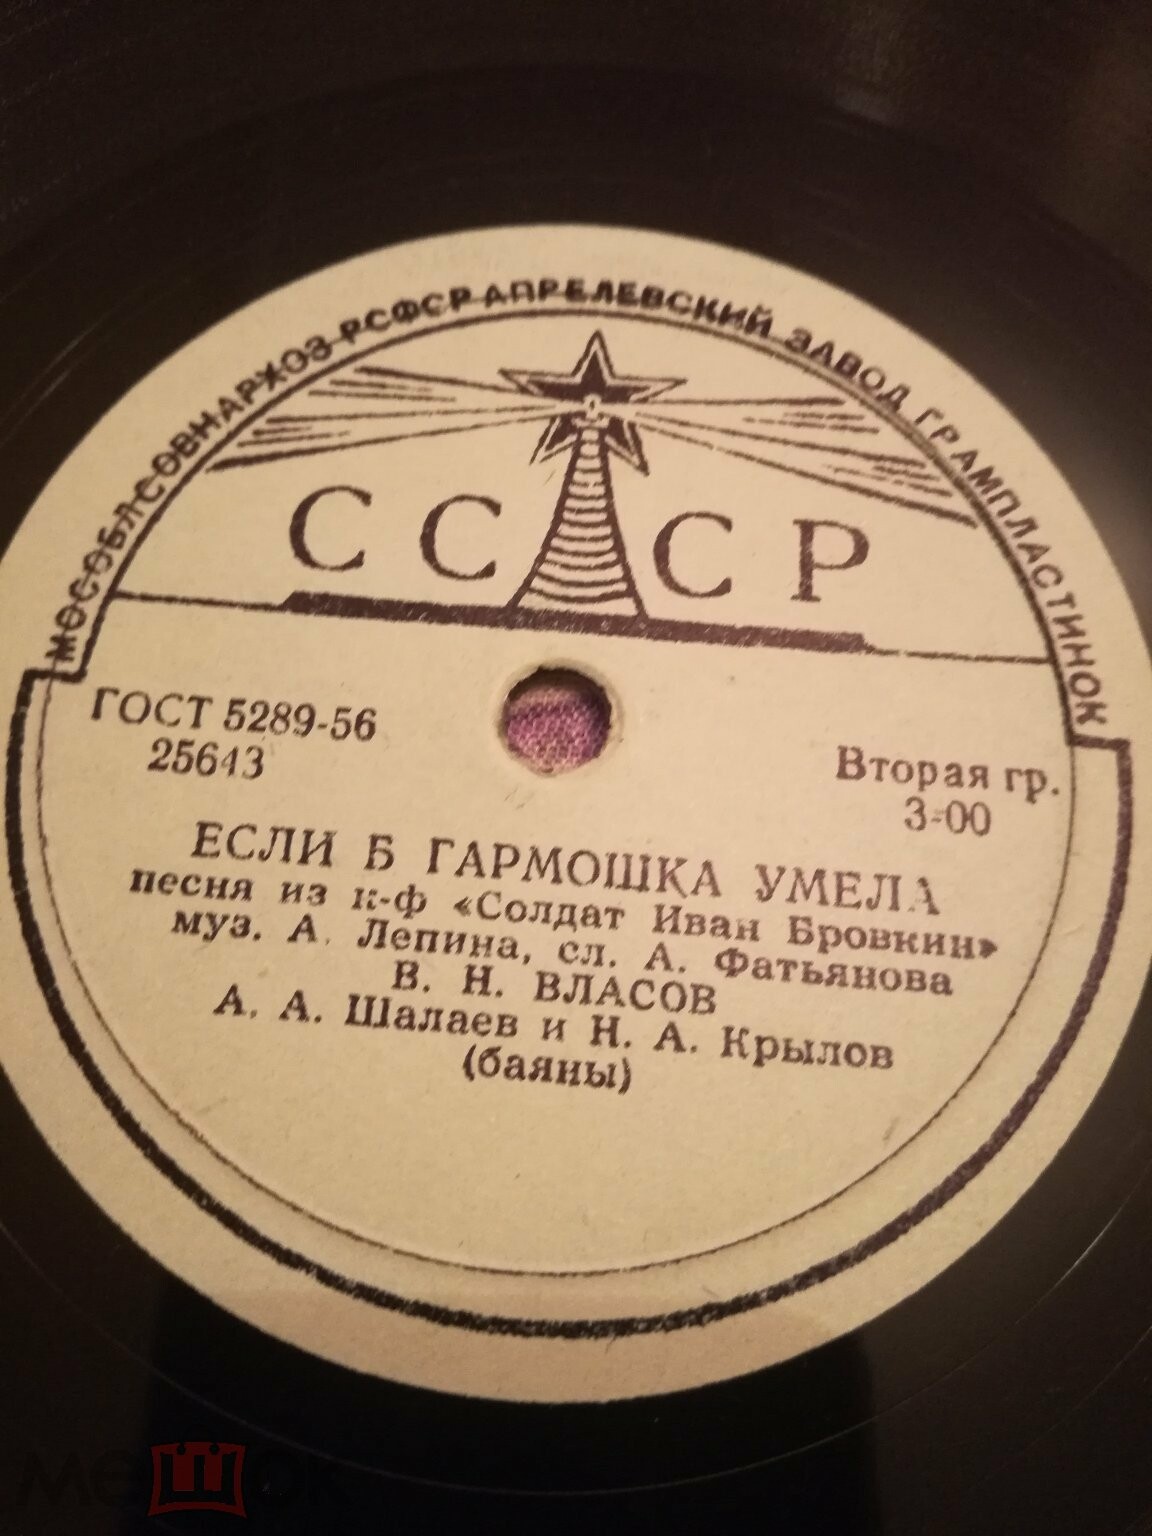 МОСОБЛСОВНАРХОЗ РСФСР АПРЕЛЕВСКИЙ ЗАВОД ГРАМПЛАСТИНОК
СССР
ГОСТ 5289-56
25643
Вторая гр.
3-00
ЕСЛИ Б ГАРМОШКА УМЕЛА
песня из к-ф «Солдат Иван Бровкин»
муз. А. Лепина, сл. А. Фатьянова
В. Н. ВЛАСОВ
А. А. Шалаев и Н. А. Крылов
(баяны)
мешок